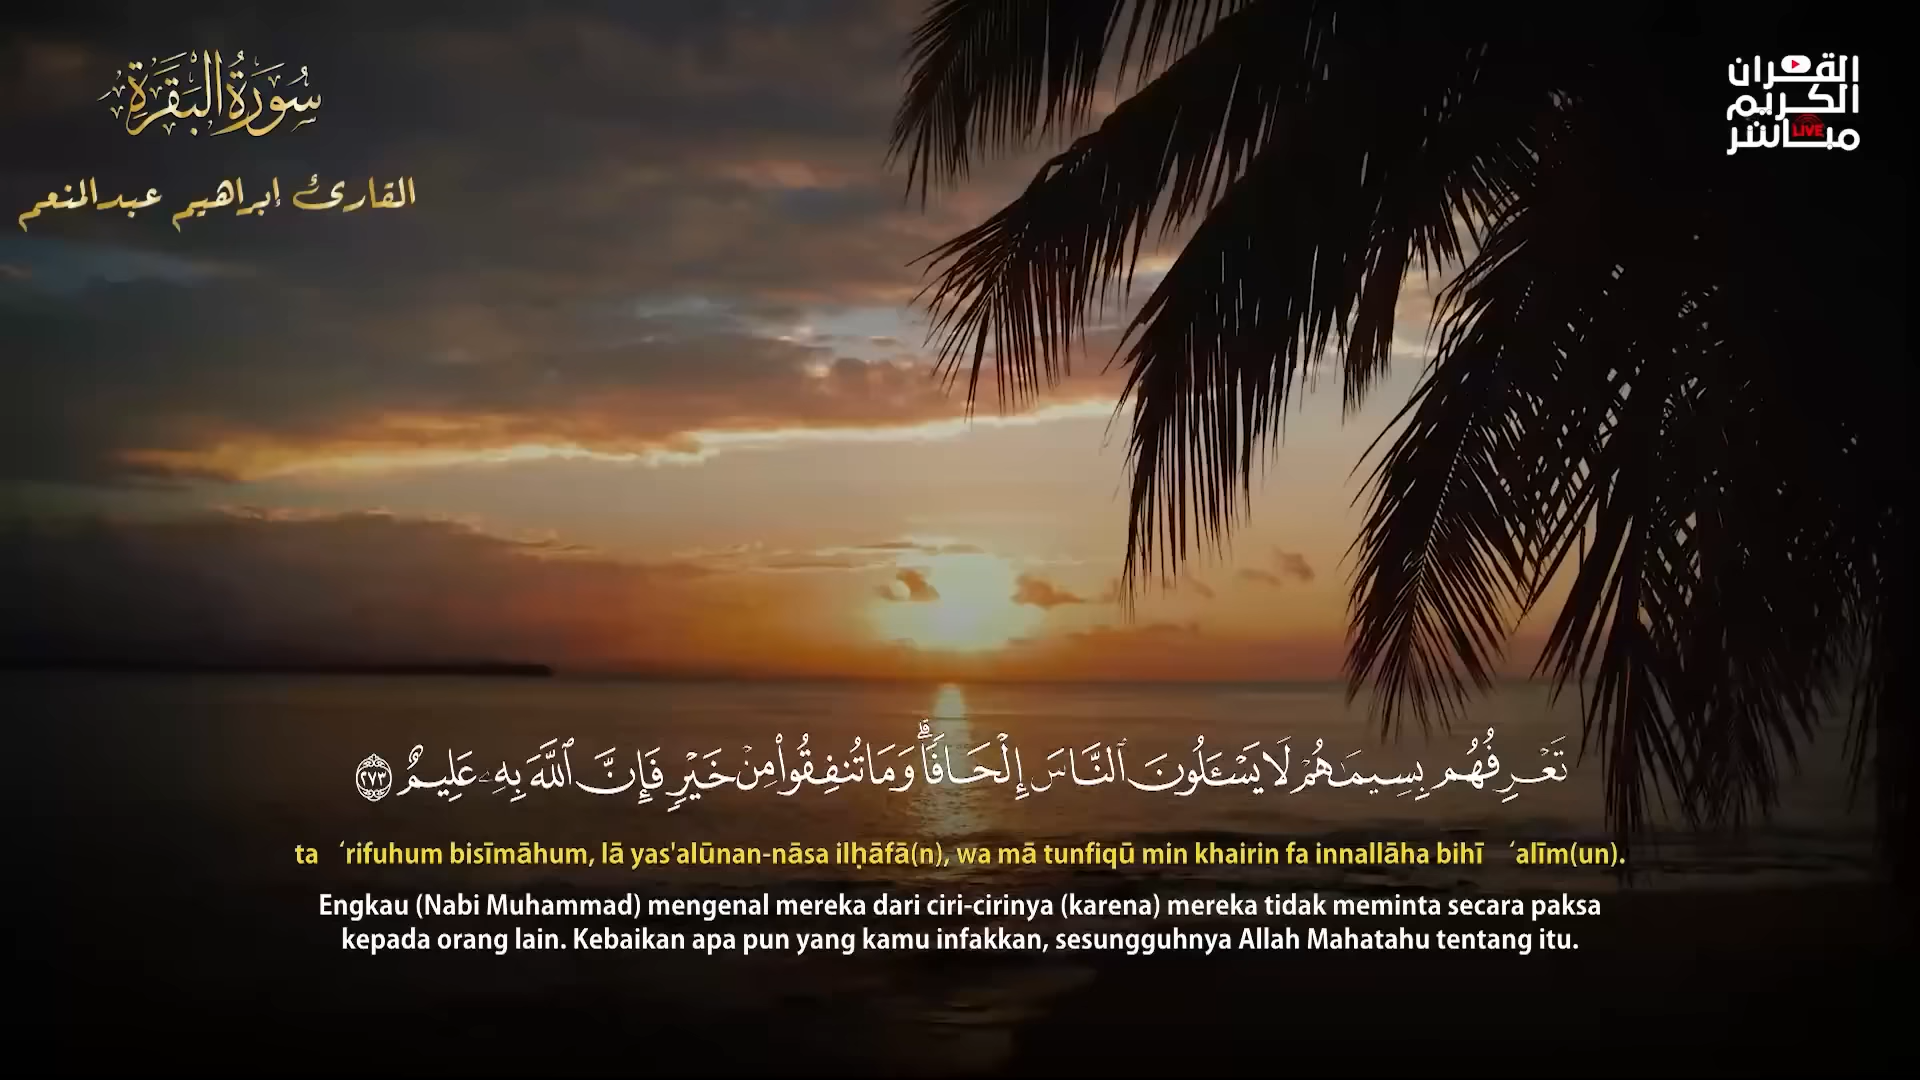 سُورَةُ البَقَرَةِ
القارئ إبراهيم عبدالمنعم
القرآن
الكريم
مباشر
LIVE
تَعْرِفُهُم بِسِيمَـٰهُمْ لَا يَسْـَٔلُونَ ٱلنَّاسَ إِلْحَافًا ۗ وَمَا تُنفِقُوا۟ مِنْ خَيْرٍ فَإِنَّ ٱللَّهَ بِهِۦ عَلِيمٌ ٢٧٣
ta ‘rifuhum bisīmāhum, lā yas'alūnan-nāsa ilḥāfā(n), wa mā tunfiqū min khairin fa innallāha bihī ‘alīm(un).
Engkau (Nabi Muhammad) mengenal mereka dari ciri-cirinya (karena) mereka tidak meminta secara paksa
kepada orang lain. Kebaikan apa pun yang kamu infakkan, sesungguhnya Allah Mahatahu tentang itu.